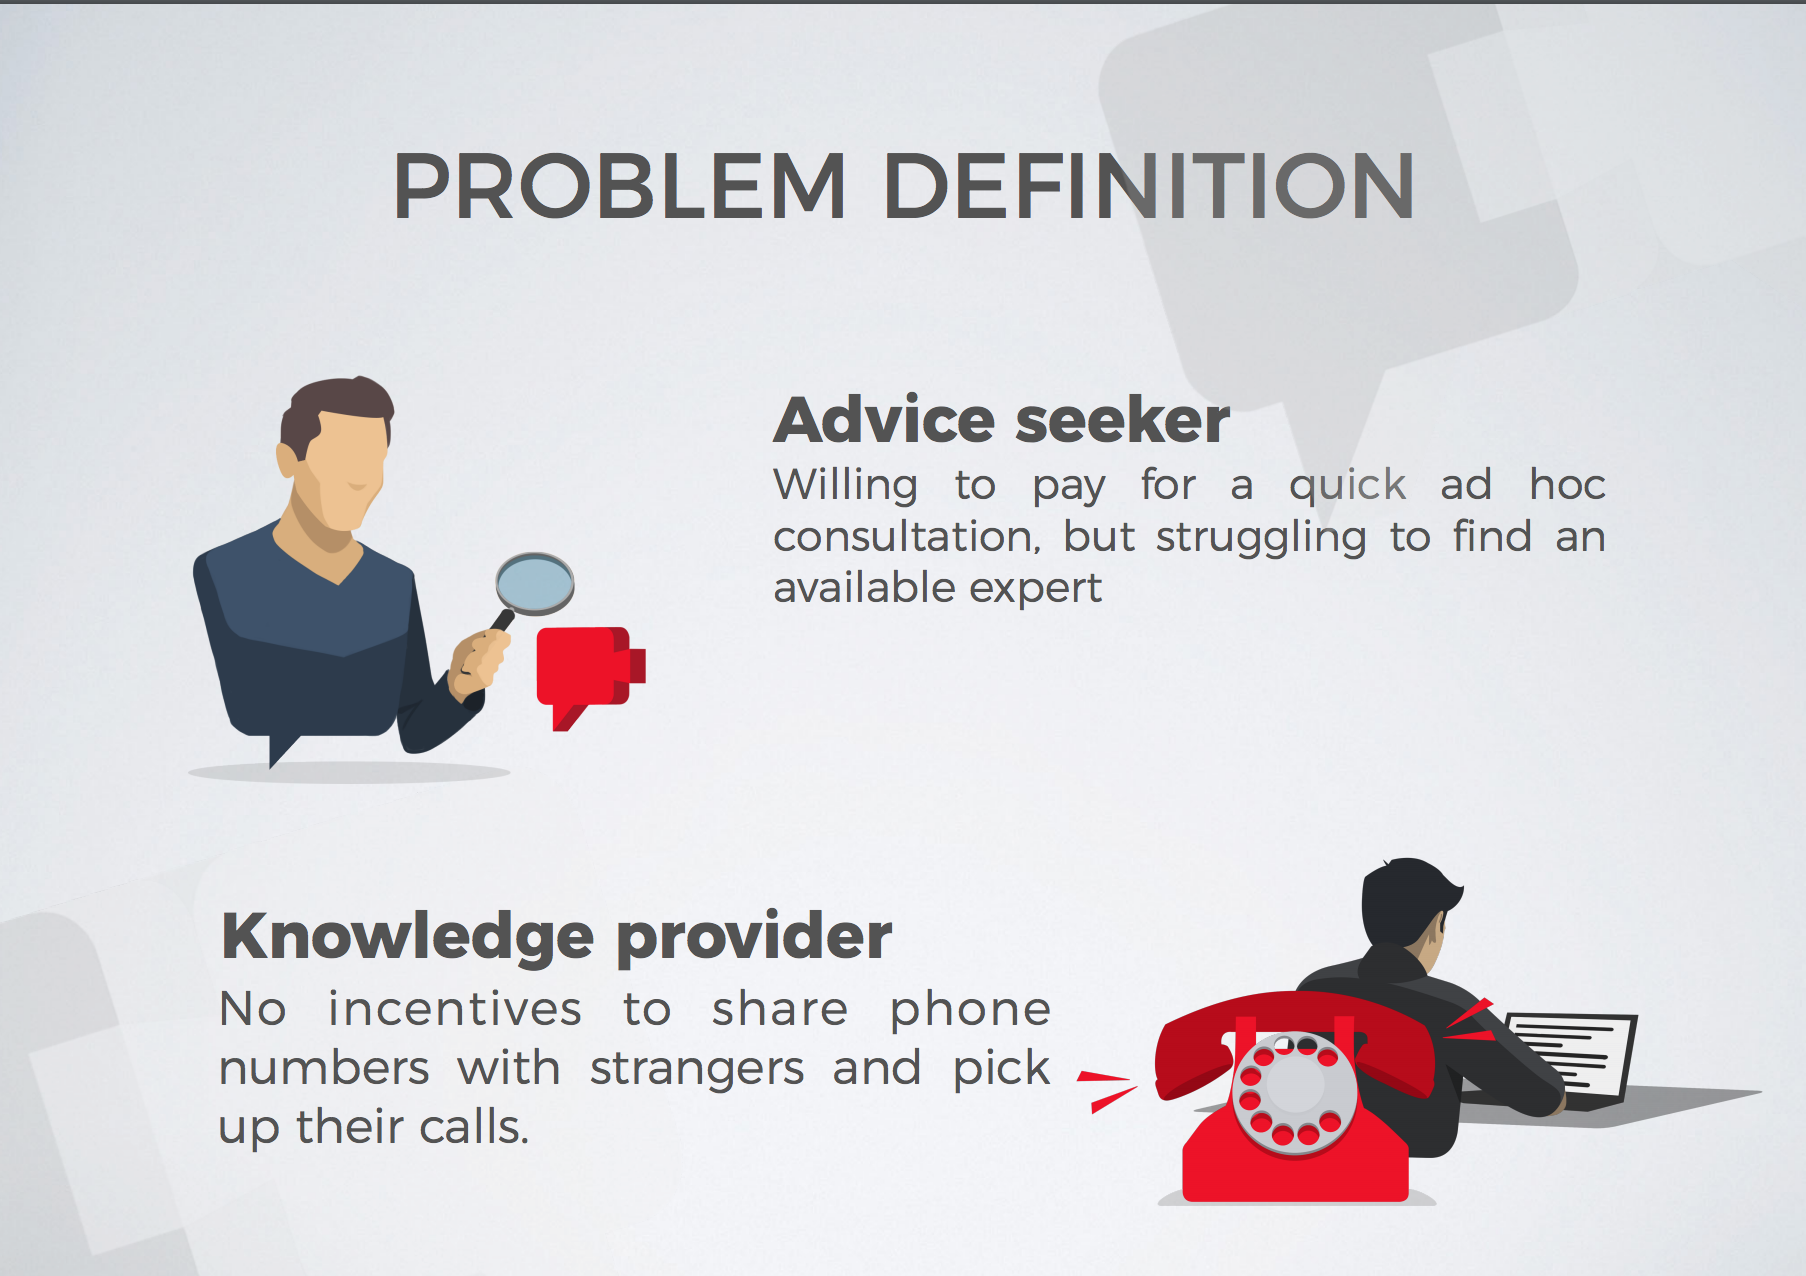 PROBLEM DEFINITION
Advice seeker
Willing to pay for a quick ad hoc
consultation, but struggling to find an
available expert
Knowledge provider
No incentives to share phone
numbers with strangers and pick
up their calls.